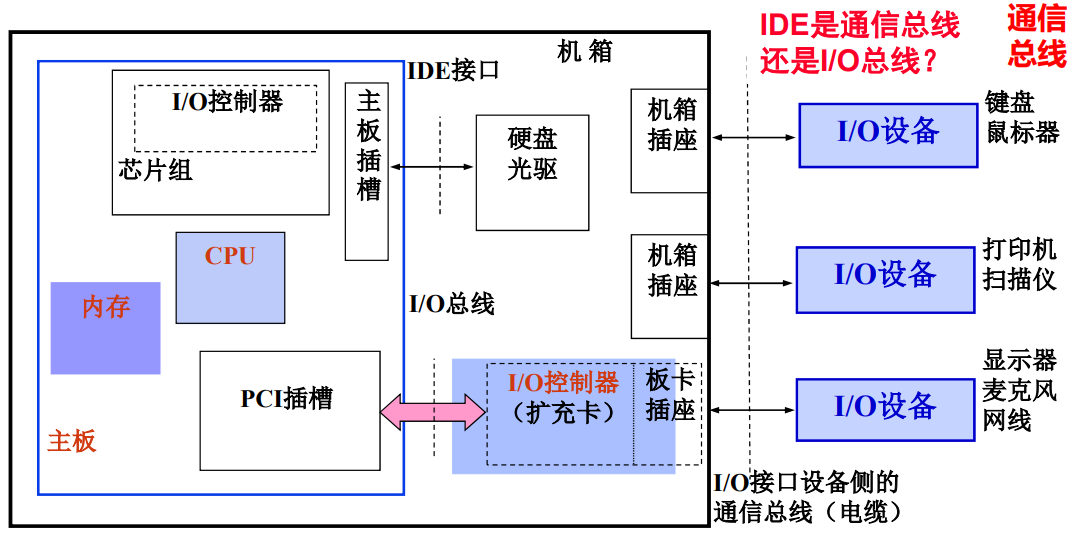 IDE是通信总线
还是I/O总线？
通信
总线
机 箱
IDE接口
I/O控制器
芯片组
主
板
插
槽
硬盘
光驱
机箱
插座
I/O设备
键盘
鼠标器
CPU
内存
I/O总线
机箱
插座
I/O设备
打印机
扫描仪
PCI插槽
I/O控制器
（扩充卡）
板卡
插座
I/O设备
显示器
麦克风
网线
主板
I/O接口设备侧的
通信总线（电缆）